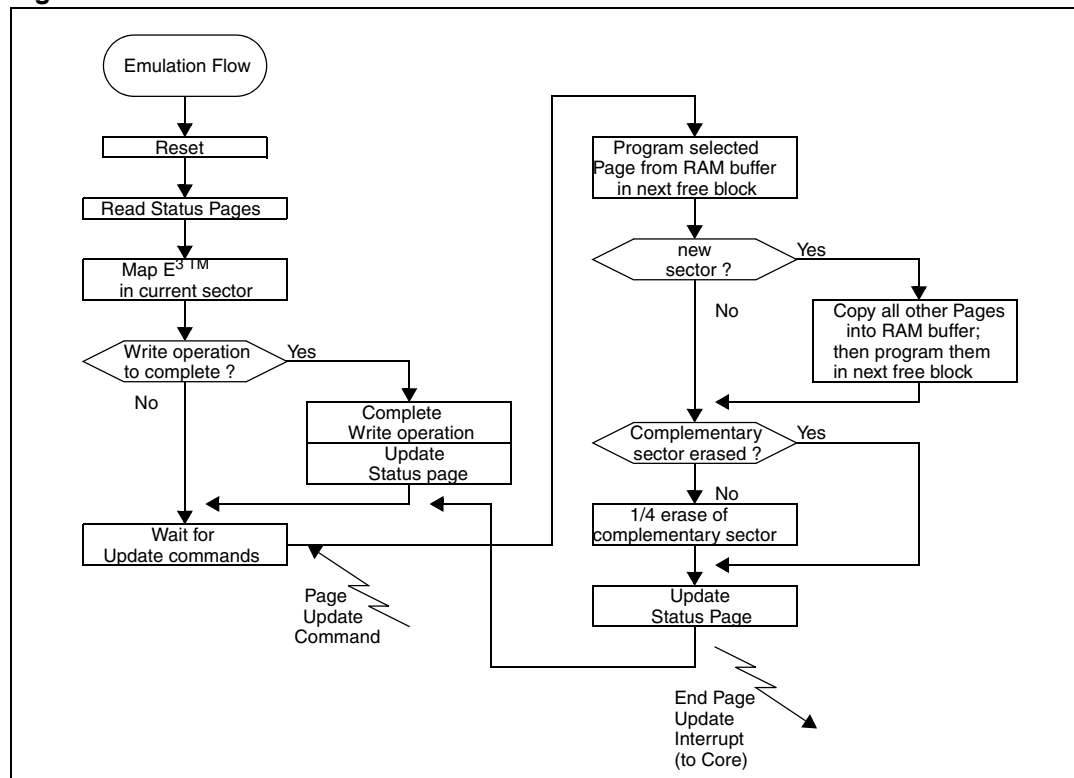 Emulation Flow
Reset
Read Status Pages
Map E3 TM
in current sector
Write operation
to complete ?
Yes
No
Complete
Write operation
Update
Status page
Wait for
Update commands
Page
Update
Command
Program selected
Page from RAM buffer
in next free block
new
sector ?
Yes
No
Copy all other Pages
into RAM buffer;
then program them
in next free block
Complementary
sector erased ?
Yes
No
1/4 erase of
complementary sector
Update
Status Page
End Page
Update
Interrupt
(to Core)